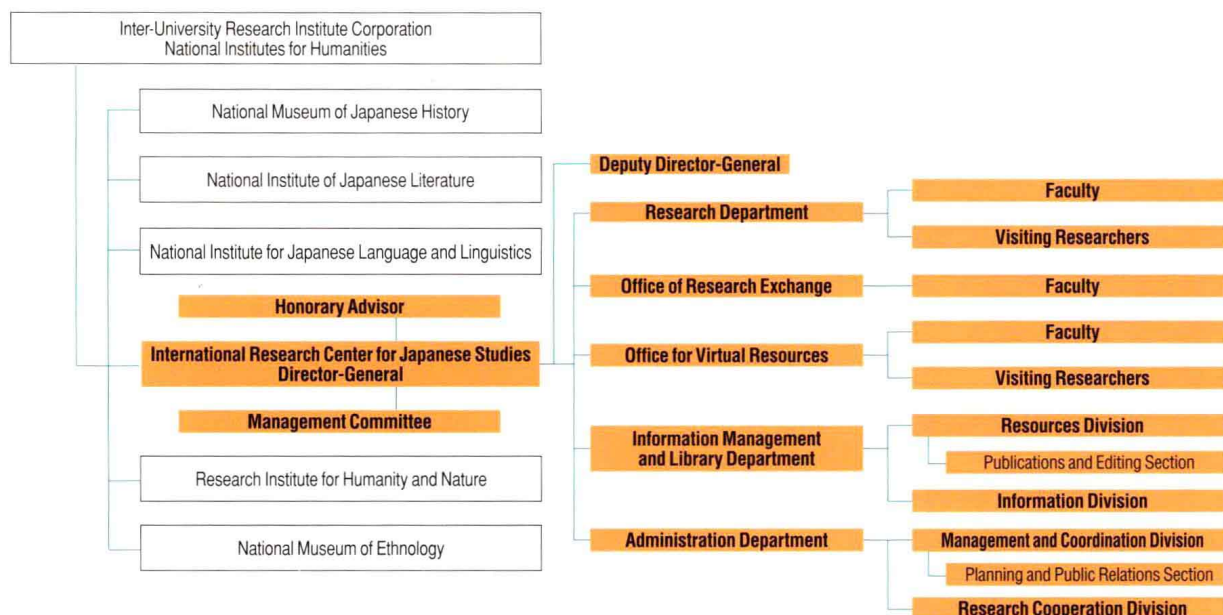 Inter-University Research Institute Corporation
National Institutes for Humanities
National Museum of Japanese History
National Institute of Japanese Literature
National Institute for Japanese Language and Linguistics
Honorary Advisor
International Research Center for Japanese Studies
Director-General
Management Committee
Research Institute for Humanity and Nature
National Museum of Ethnology
Deputy Director-General
Research Department
Faculty
Visiting Researchers
Office of Research Exchange
Faculty
Office for Virtual Resources
Faculty
Visiting Researchers
Information Management
and Library Department
Resources Division
Publications and Editing Section
Information Division
Administration Department
Management and Coordination Division
Planning and Public Relations Section
Research Cooperation Division